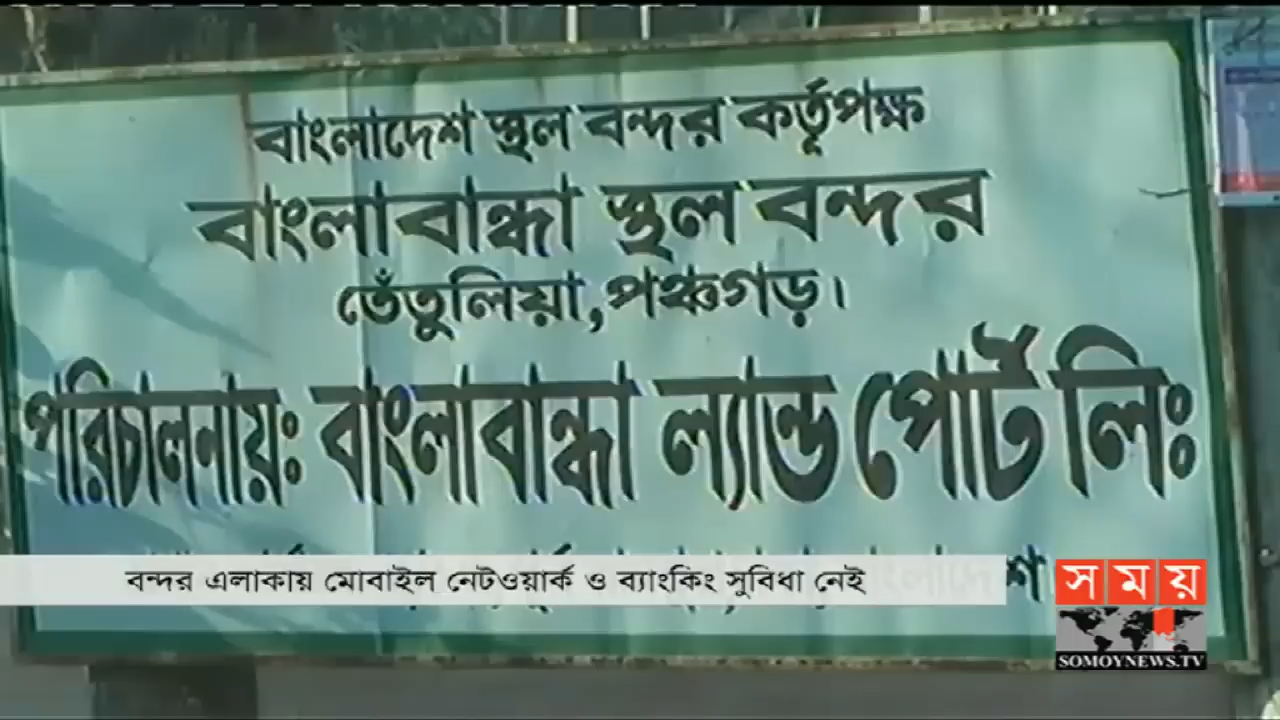 বাংলাদেশ স্থল বন্দর কর্তৃপক্ষ
বাংলাবান্ধা স্থল বন্দর
তেঁতুলিয়া, পঞ্চগড়।
পরিচালনায়ঃ বাংলাবান্ধা ল্যান্ড পোর্ট লিঃ
বন্দর এলাকায় মোবাইল নেটওয়ার্ক ও ব্যাংকিং সুবিধা নেই
সময়
SOMOYNEWS.TV